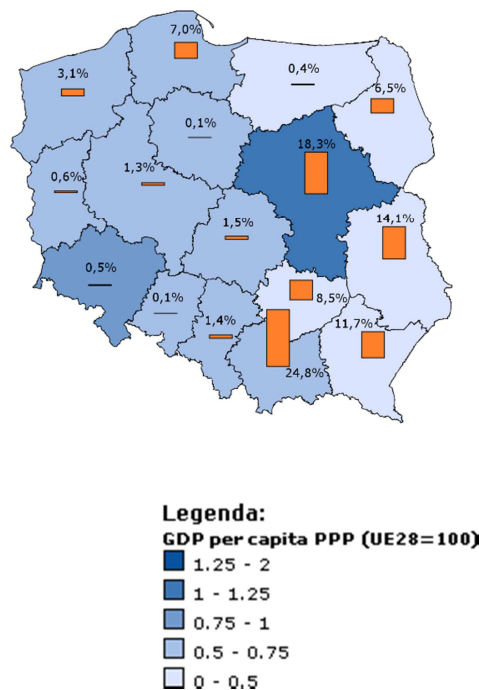 7,0%
3,1%
0,4%
6,5%
0,1%
18,3%
1,3%
0,6%
1,5%
14,1%
0,5%
0,1%
8,5%
1,4%
11,7%
24,8%
Legenda:
GDP per capita PPP (UE28=100)
1.25 - 2
1 - 1.25
0.75 - 1
0.5 - 0.75
0 - 0.5